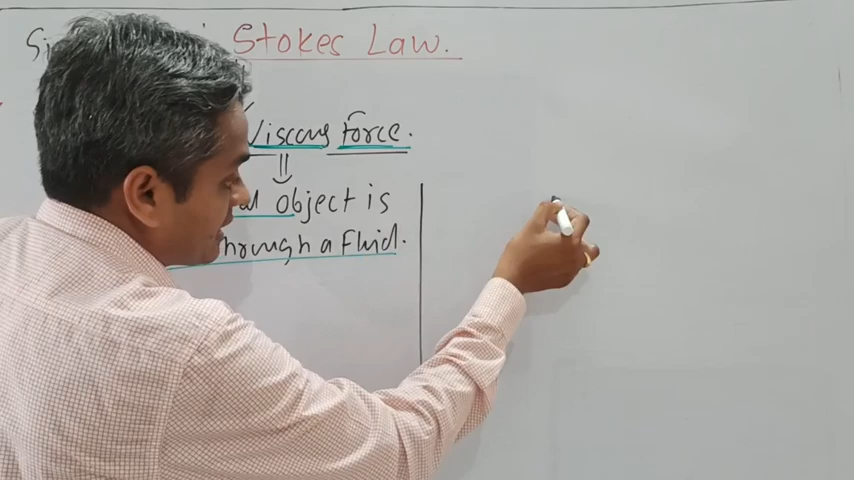 Stokes Law.
Viscous Force.
object is
through a Fluid.